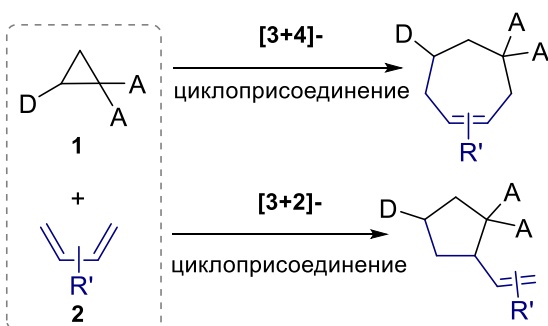 [3+4]-
циклоприсоединение
D
A
A
1
D
A
A
R'
+
R'
2
[3+2]-
циклоприсоединение
D
A
A
R'